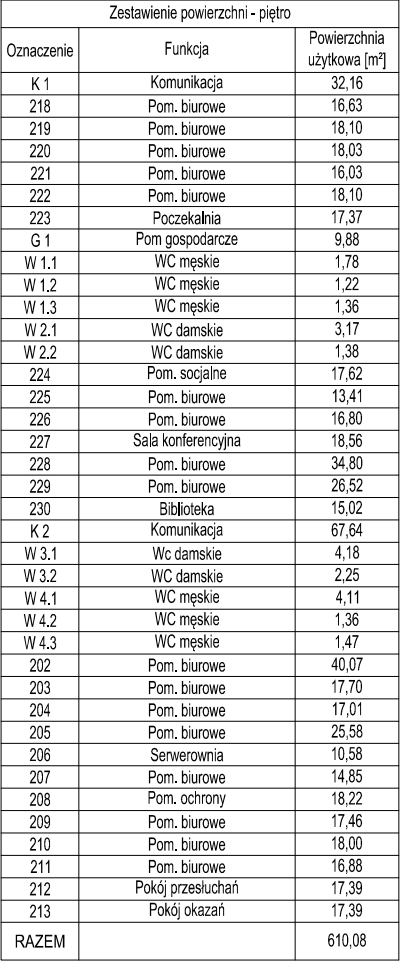 Zestawienie powierzchni - piętro
Oznaczenie Funkcja Powierzchnia użytkowa [m²]
K 1 Komunikacja 32,16
218 Pom. biurowe 16,63
219 Pom. biurowe 18,10
220 Pom. biurowe 18,03
221 Pom. biurowe 16,03
222 Pom. biurowe 18,10
223 Poczekalnia 17,37
G 1 Pom gospodarcze 9,88
W 1.1 WC męskie 1,78
W 1.2 WC męskie 1,22
W 1.3 WC męskie 1,36
W 2.1 WC damskie 3,17
W 2.2 WC damskie 1,38
224 Pom. socjalne 17,62
225 Pom. biurowe 13,41
226 Pom. biurowe 16,80
227 Sala konferencyjna 18,56
228 Pom. biurowe 34,80
229 Pom. biurowe 26,52
230 Biblioteka 15,02
K 2 Komunikacja 67,64
W 3.1 Wc damskie 4,18
W 3.2 WC damskie 2,25
W 4.1 WC męskie 4,11
W 4.2 WC męskie 1,36
W 4.3 WC męskie 1,47
202 Pom. biurowe 40,07
203 Pom. biurowe 17,70
204 Pom. biurowe 17,01
205 Pom. biurowe 25,58
206 Serwerownia 10,58
207 Pom. biurowe 14,85
208 Pom. ochrony 18,22
209 Pom. biurowe 17,46
210 Pom. biurowe 18,00
211 Pom. biurowe 16,88
212 Pokój przesłuchań 17,39
213 Pokój okazań 17,39
RAZEM 610,08